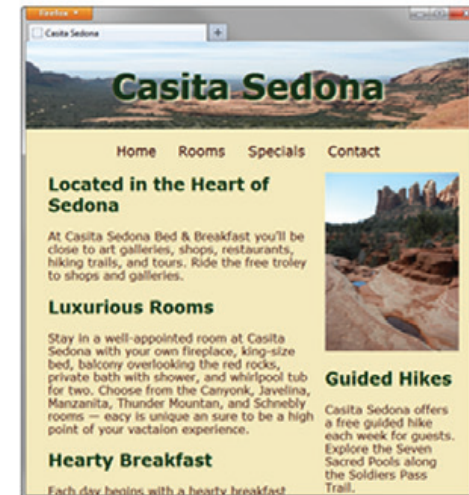 Firefox
Casita Sedona
Casita Sedona
Home Rooms Specials Contact
Located in the Heart of
Sedona
At Casita Sedona Bed & Breakfast you'll be
close to art galleries, shops, restaurants,
hiking trails, and tours. Ride the free troley
to shops and galleries.
Luxurious Rooms
Stay in a well-appointed room at Casita
Sedona with your own fireplace, king-size
bed, balcony overlooking the red rocks,
private bath with shower, and whirlpool tub
for two. Choose from the Canyonk, Javelina,
Manzanita, Thunder Mountan, and Schnebly
rooms — eacy is unique an sure to be a high
point of your vactaion experience.
Hearty Breakfast
Each day begins with a hearty breakfast
Guided Hikes
Casita Sedona offers
a free guided hike
each week for guests.
Explore the Seven
Sacred Pools along
the Soldiers Pass
Trail.